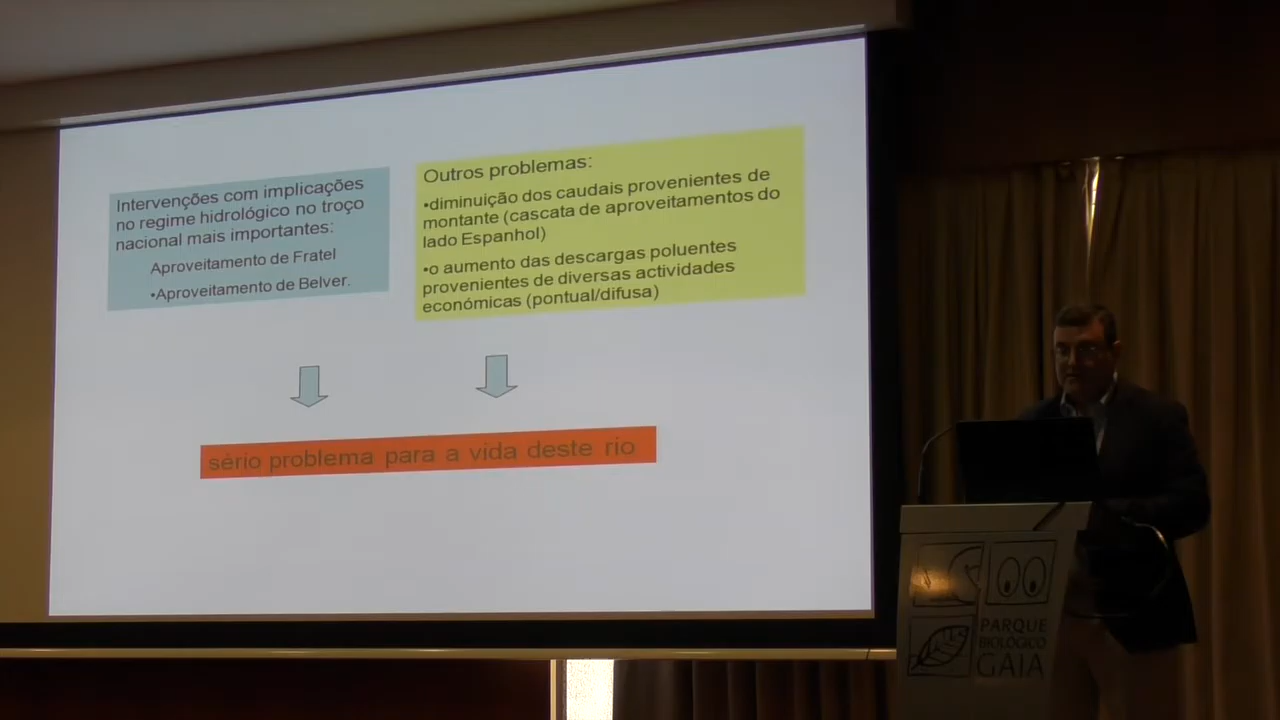 Intervenções com implicações
no regime hidrológico no troço
nacional mais importantes:
Aproveitamento de Fratel
•Aproveitamento de Belver.
Outros problemas:
•diminuição dos caudais provenientes de
montante (cascata de aproveitamentos do
lado Espanhol)
•o aumento das descargas poluentes
provenientes de diversas actividades
económicas (pontual/difusa)
sério problema para a vida deste rio
PARQUE
BIOLÓGICO
GAIA